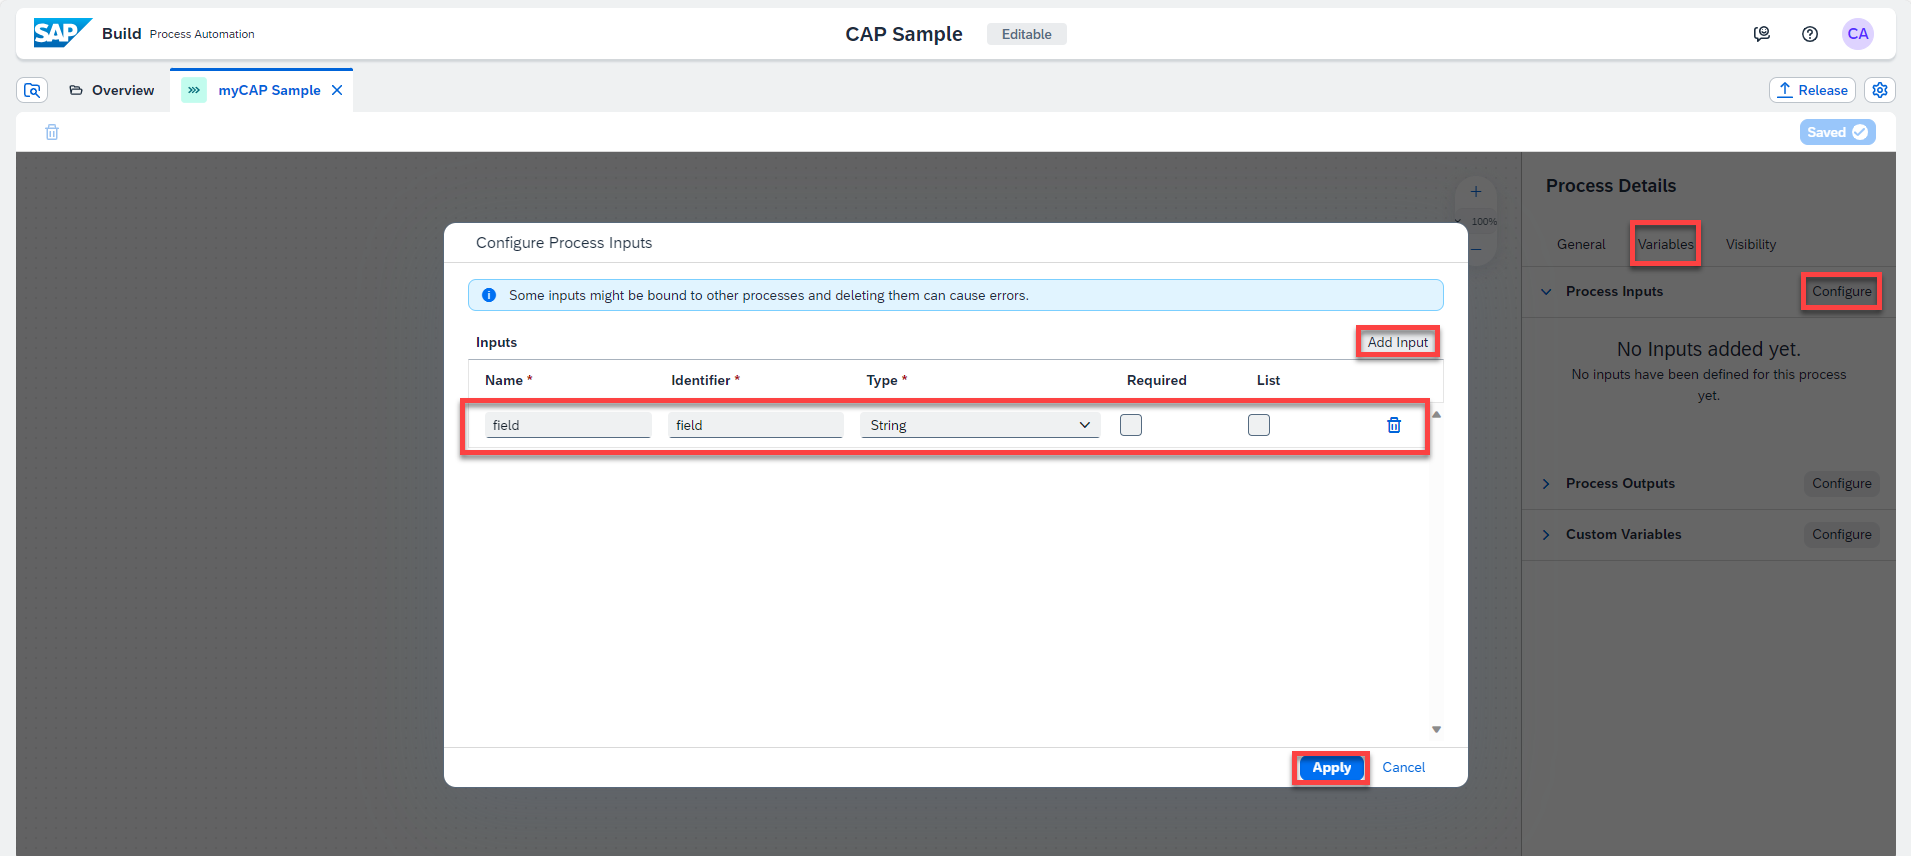 SAP Build Process Automation
CAP Sample Editable
CA
Overview
myCAP Sample
Release
Saved
Process Details
100%
General Variables Visibility
Process Inputs Configure
No Inputs added yet.
No inputs have been defined for this process
yet.
Process Outputs Configure
Custom Variables Configure
Configure Process Inputs
Some inputs might be bound to other processes and deleting them can cause errors.
Inputs Add Input
Name * Identifier * Type * Required List
field field String
Apply Cancel